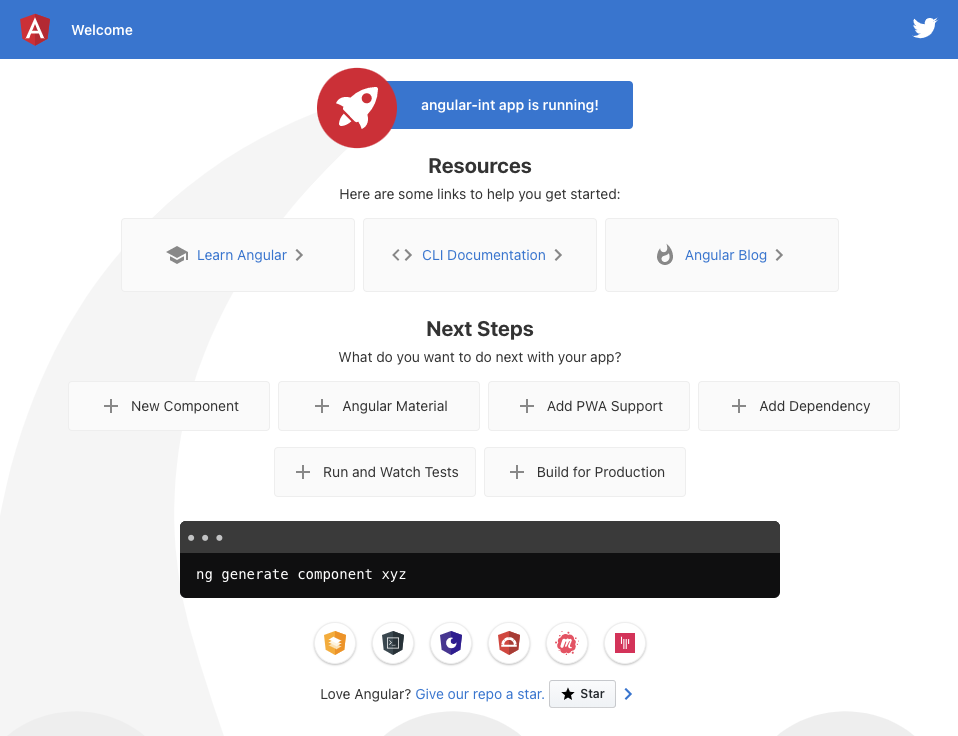 Welcome
angular-int app is running!
Resources
Here are some links to help you get started:
Learn Angular
CLI Documentation
Angular Blog
Next Steps
What do you want to do next with your app?
New Component
Angular Material
Add PWA Support
Add Dependency
Run and Watch Tests
Build for Production
ng generate component xyz
Love Angular? Give our repo a star. Star